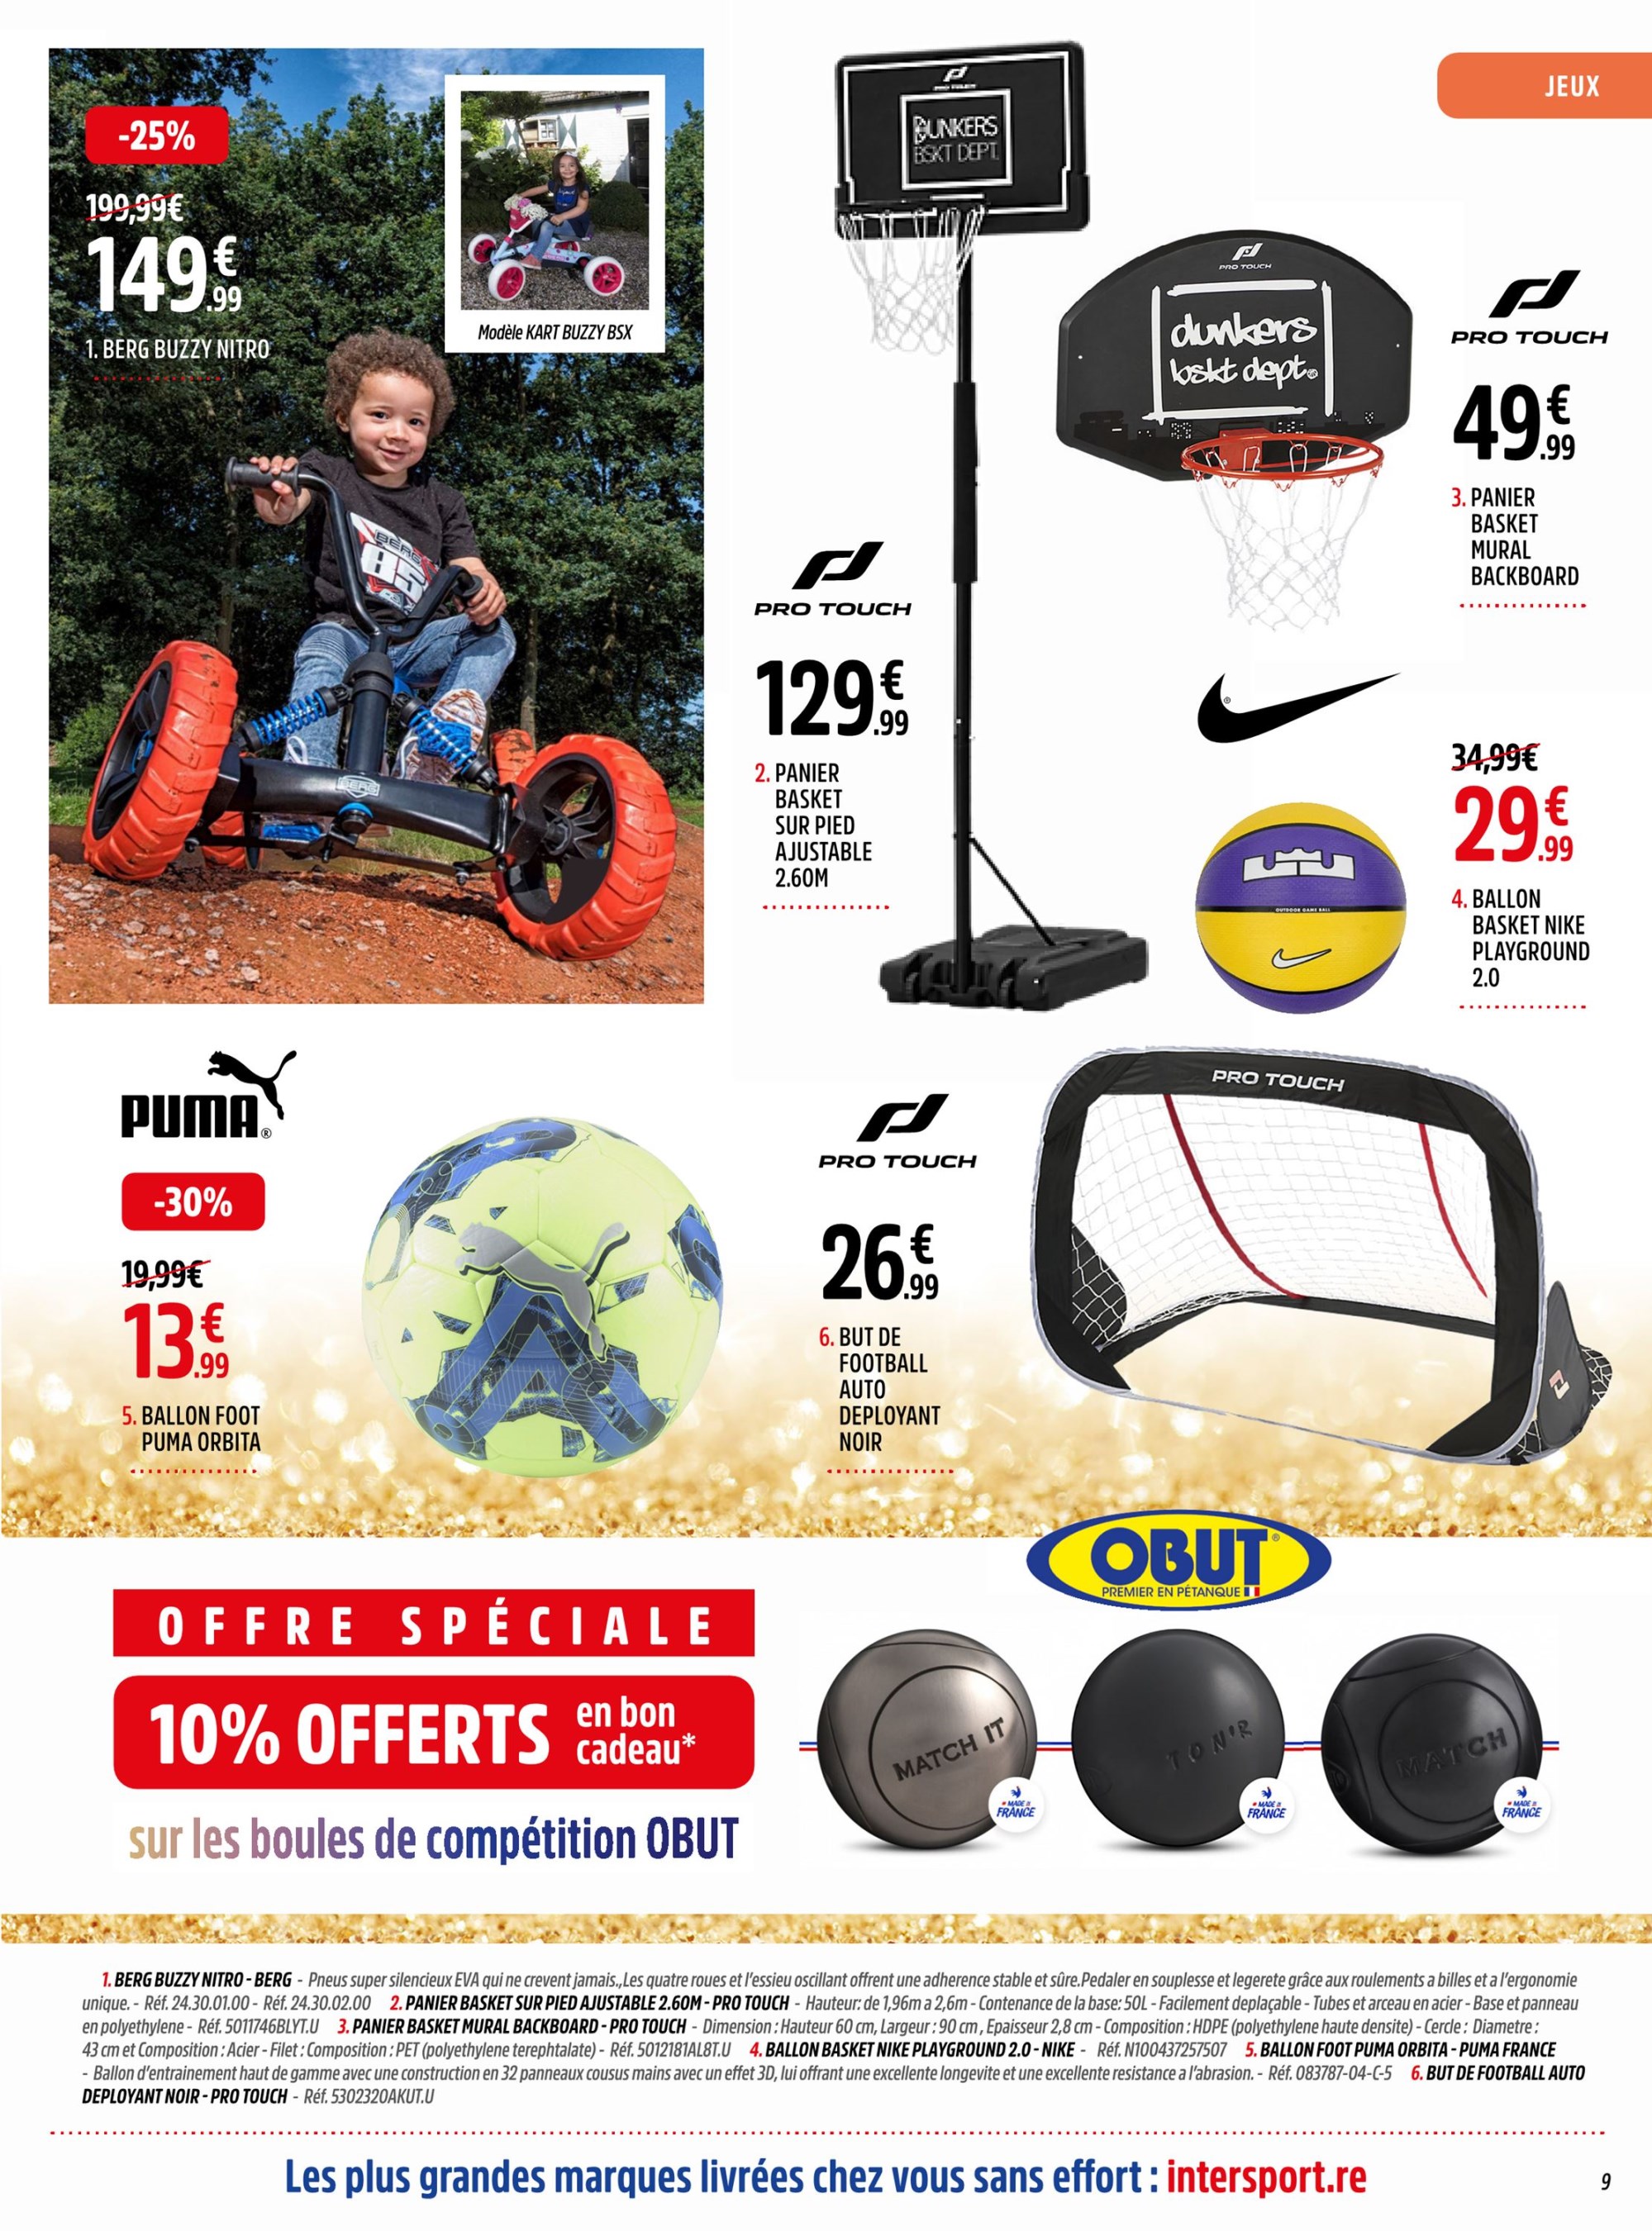 JEUX
-25%
199,99€
149€.99
1. BERG BUZZY NITRO
Modèle KART BUZZY BSX
BERG
85
BERG
PRO TOUCH
DUNKERS
BSKT DEPT.
PRO TOUCH
129€.99
2. PANIER
BASKET
SUR PIED
AJUSTABLE
2.60M
PRO TOUCH
dunkers
bskt dept.
PRO TOUCH
49€.99
3. PANIER
BASKET
MURAL
BACKBOARD
OUTDOOR GAME BALL
34,99€
29€.99
4. BALLON
BASKET NIKE
PLAYGROUND
2.0
PUMA®
-30%
19,99€
13€.99
5. BALLON FOOT
PUMA ORBITA
PRO TOUCH
26€.99
6. BUT DE
FOOTBALL
AUTO
DEPLOYANT
NOIR
PRO TOUCH
OFFRE SPÉCIALE
10% OFFERTS en bon
cadeau*
sur les boules de compétition OBUT
OBUT®
PREMIER EN PÉTANQUE
MATCH IT
TON'R
MATCH
MADE in
FRANCE
MADE in
FRANCE
MADE in
FRANCE
1. BERG BUZZY NITRO - BERG - Pneus super silencieux EVA qui ne crevent jamais.,Les quatre roues et l'essieu oscillant offrent une adherence stable et sûre.Pedaler en souplesse et legerete grâce aux roulements a billes et a l'ergonomie
unique. - Réf. 24.30.01.00 - Réf. 24.30.02.00 2. PANIER BASKET SUR PIED AJUSTABLE 2.60M - PRO TOUCH - Hauteur: de 1,96m a 2,6m - Contenance de la base: 50L - Facilement deplaçable - Tubes et arceau en acier - Base et panneau
en polyethylene - Réf. 5011746BLYT.U 3. PANIER BASKET MURAL BACKBOARD - PRO TOUCH - Dimension : Hauteur 60 cm, Largeur : 90 cm , Epaisseur 2,8 cm - Composition : HDPE (polyethylene haute densite) - Cercle : Diametre :
43 cm et Composition : Acier - Filet : Composition : PET (polyethylene terephtalate) - Réf. 5012181AL8T.U 4. BALLON BASKET NIKE PLAYGROUND 2.0 - NIKE - Réf. N100437257507 5. BALLON FOOT PUMA ORBITA - PUMA FRANCE
- Ballon d'entrainement haut de gamme avec une construction en 32 panneaux cousus mains avec un effet 3D, lui offrant une excellente longevite et une excellente resistance a l'abrasion. - Réf. 083787-04-C-5 6. BUT DE FOOTBALL AUTO
DEPLOYANT NOIR - PRO TOUCH - Réf. 5302320AKUT.U
Les plus grandes marques livrées chez vous sans effort : intersport.re
9